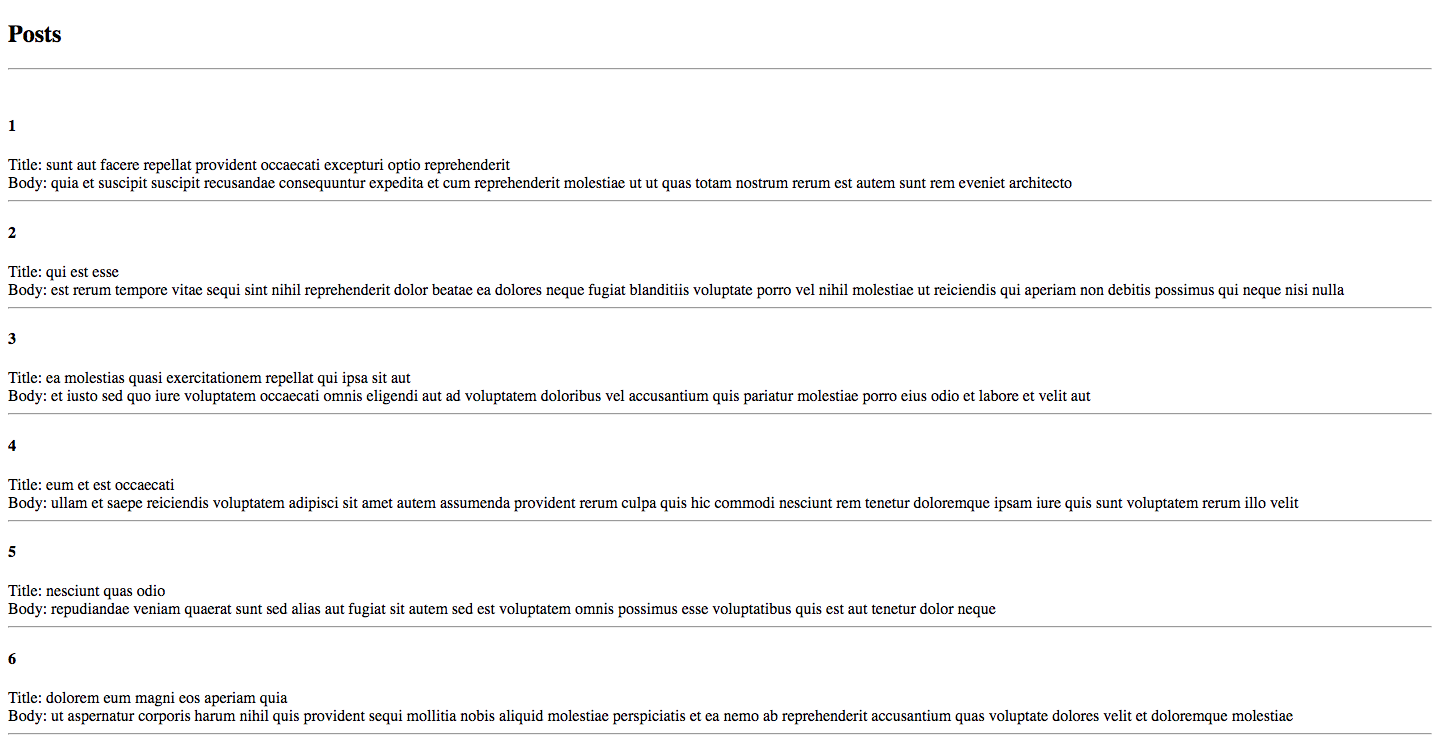 Posts
1
Title: sunt aut facere repellat provident occaecati excepturi optio reprehenderit
Body: quia et suscipit suscipit recusandae consequuntur expedita et cum reprehenderit molestiae ut ut quas totam nostrum rerum est autem sunt rem eveniet architecto
2
Title: qui est esse
Body: est rerum tempore vitae sequi sint nihil reprehenderit dolor beatae ea dolores neque fugiat blanditiis voluptate porro vel nihil molestiae ut reiciendis qui aperiam non debitis possimus qui neque nisi nulla
3
Title: ea molestias quasi exercitationem repellat qui ipsa sit aut
Body: et iusto sed quo iure voluptatem occaecati omnis eligendi aut ad voluptatem doloribus vel accusantium quis pariatur molestiae porro eius odio et labore et velit aut
4
Title: eum et est occaecati
Body: ullam et saepe reiciendis voluptatem adipisci sit amet autem assumenda provident rerum culpa quis hic commodi nesciunt rem tenetur doloremque ipsam iure quis sunt voluptatem rerum illo velit
5
Title: nesciunt quas odio
Body: repudiandae veniam quaerat sunt sed alias aut fugiat sit autem sed est voluptatem omnis possimus esse voluptatibus quis est aut tenetur dolor neque
6
Title: dolorem eum magni eos aperiam quia
Body: ut aspernatur corporis harum nihil quis provident sequi mollitia nobis aliquid molestiae perspiciatis et ea nemo ab reprehenderit accusantium quas voluptate dolores velit et doloremque molestiae